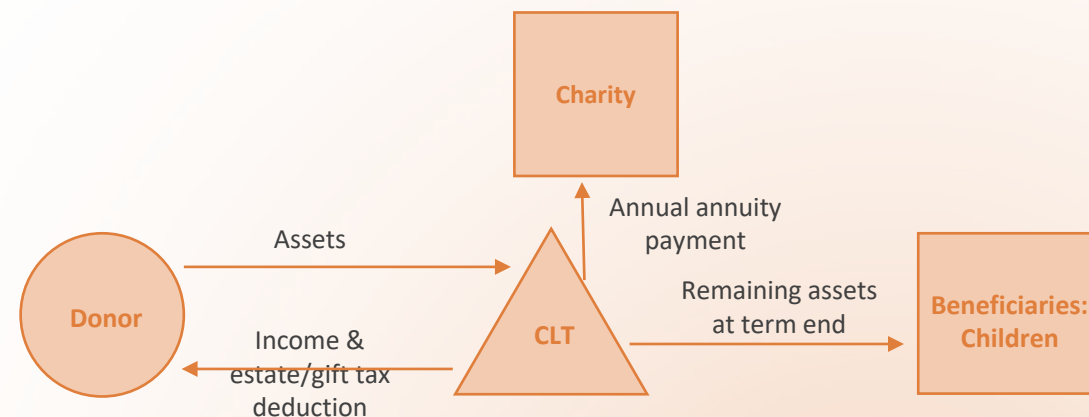 Charity
Annual annuity
payment
Assets
Donor
CLT
Remaining assets
at term end
Beneficiaries:
Children
Income &
estate/gift tax
deduction